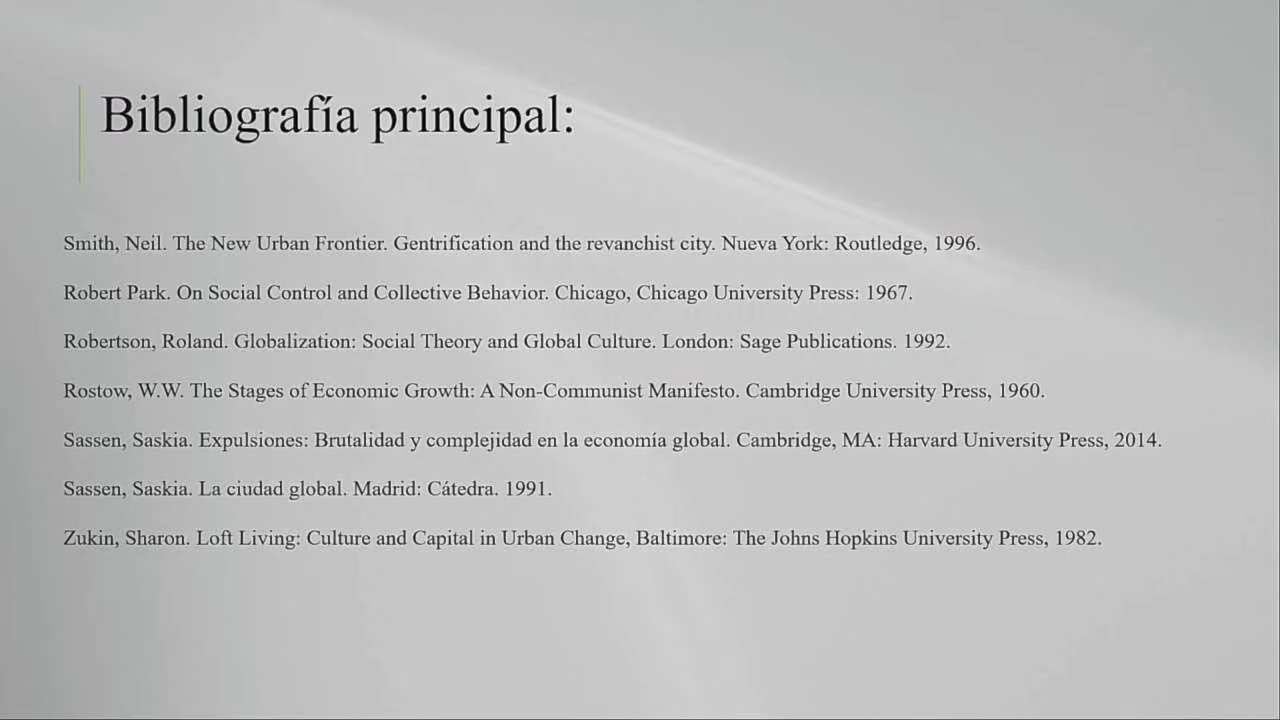 Bibliografía principal:
Smith, Neil. The New Urban Frontier. Gentrification and the revanchist city. Nueva York: Routledge, 1996.
Robert Park. On Social Control and Collective Behavior. Chicago, Chicago University Press: 1967.
Robertson, Roland. Globalization: Social Theory and Global Culture. London: Sage Publications. 1992.
Rostow, W.W. The Stages of Economic Growth: A Non-Communist Manifesto. Cambridge University Press, 1960.
Sassen, Saskia. Expulsiones: Brutalidad y complejidad en la economía global. Cambridge, MA: Harvard University Press, 2014.
Sassen, Saskia. La ciudad global. Madrid: Cátedra. 1991.
Zukin, Sharon. Loft Living: Culture and Capital in Urban Change, Baltimore: The Johns Hopkins University Press, 1982.